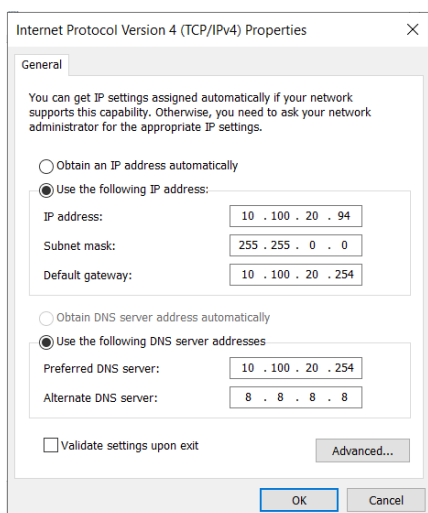 Internet Protocol Version 4 (TCP/IPv4) Properties
General
You can get IP settings assigned automatically if your network
supports this capability. Otherwise, you need to ask your network
administrator for the appropriate IP settings.
Obtain an IP address automatically
Use the following IP address:
IP address: 10 . 100 . 20 . 94
Subnet mask: 255 . 255 . 0 . 0
Default gateway: 10 . 100 . 20 . 254
Obtain DNS server address automatically
Use the following DNS server addresses
Preferred DNS server: 10 . 100 . 20 . 254
Alternate DNS server: 8 . 8 . 8 . 8
Validate settings upon exit
Advanced...
OK Cancel